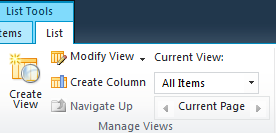 List Tools
Items List
Modify View
Current View:
Create Column
All Items
Create
View
Navigate Up
Current Page
Manage Views